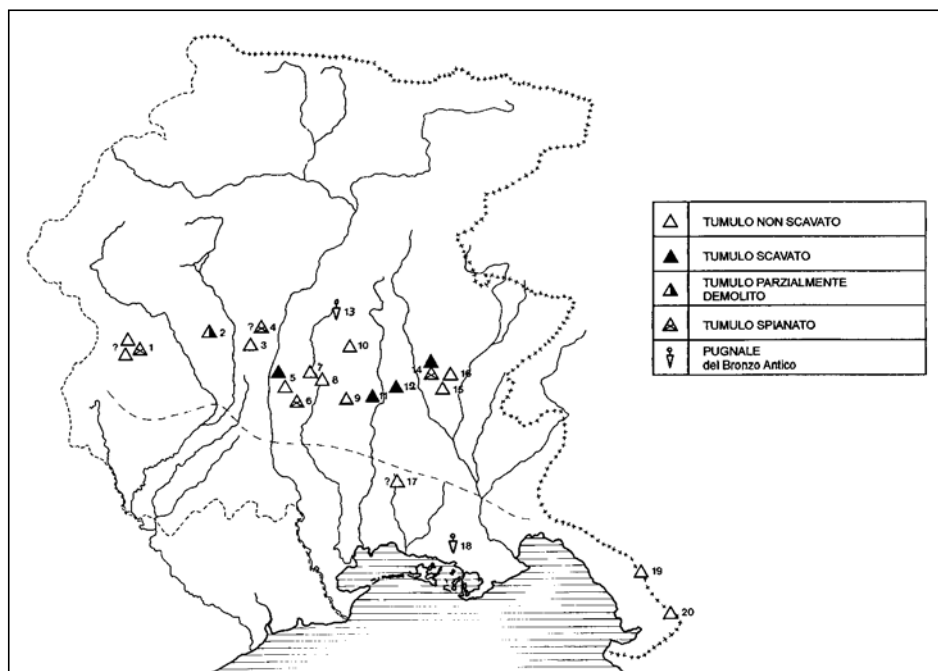 13
? 4
2
3
10
? 1
7
8
5
6
9
11
12
14
16
15
? 17
18
19
20
TUMULO NON SCAVATO
TUMULO SCAVATO
TUMULO PARZIALMENTE
DEMOLITO
TUMULO SPIANATO
PUGNALE
del Bronzo Antico